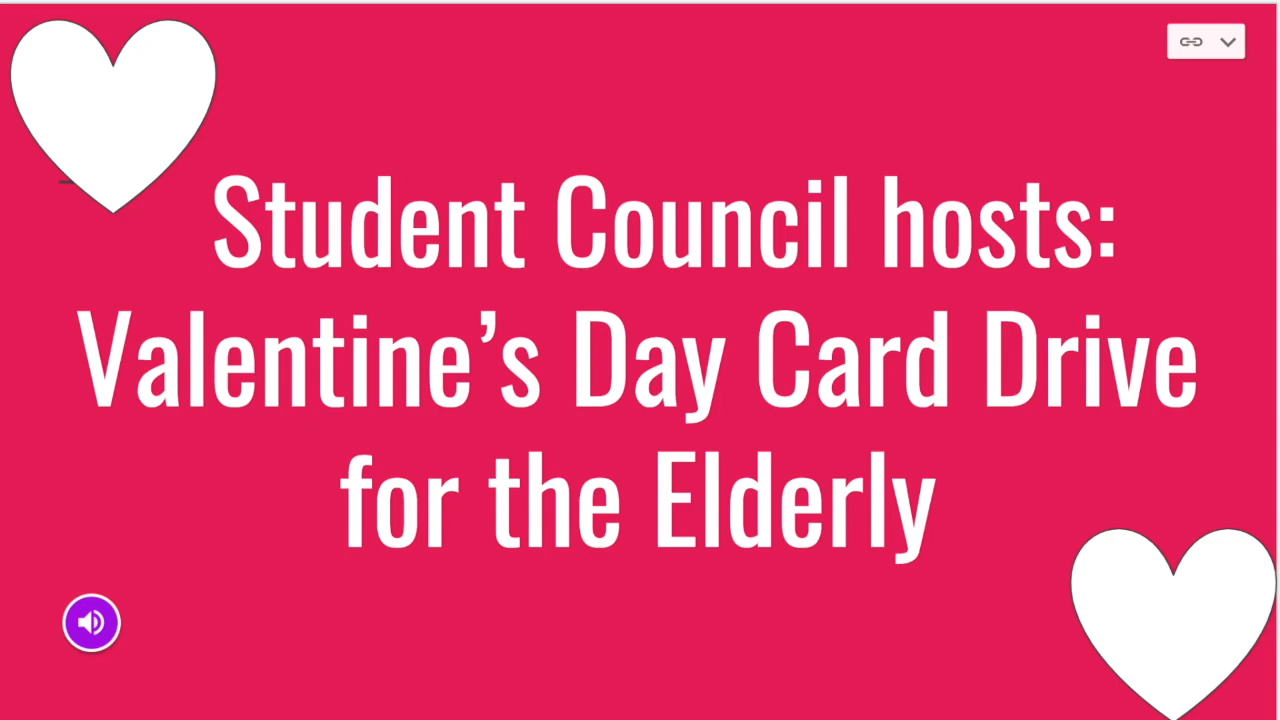 Student Council hosts:
Valentine’s Day Card Drive
for the Elderly